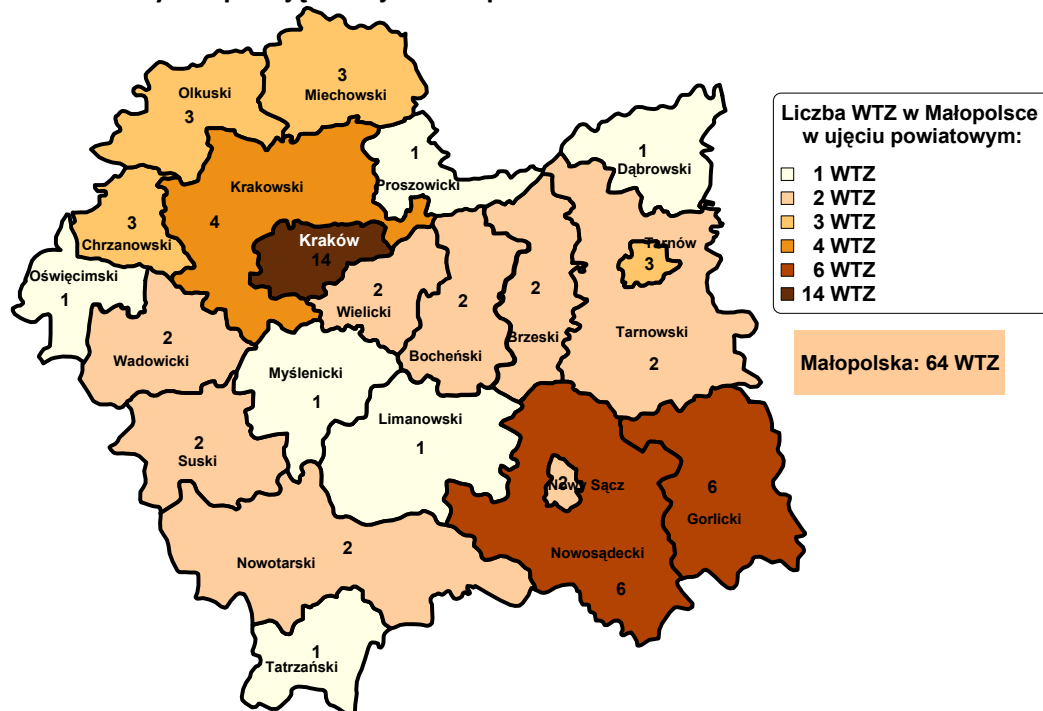 3
Miechowski
Olkuski
3
1
Proszowicki
1
Dąbrowski
Krakowski
4
3
Chrzanowski
Kraków
14
Tarnów
3
Oświęcimski
1
2
Wielicki
2
Bocheński
2
Brzeski
Tarnowski
2
2
Wadowicki
Myślenicki
1
Limanowski
1
2
Suski
Nowy Sącz
2
6
Gorlicki
Nowotarski
2
Nowosądecki
6
1
Tatrzański
Liczba WTZ w Małopolsce
w ujęciu powiatowym:
1 WTZ
2 WTZ
3 WTZ
4 WTZ
6 WTZ
14 WTZ
Małopolska: 64 WTZ